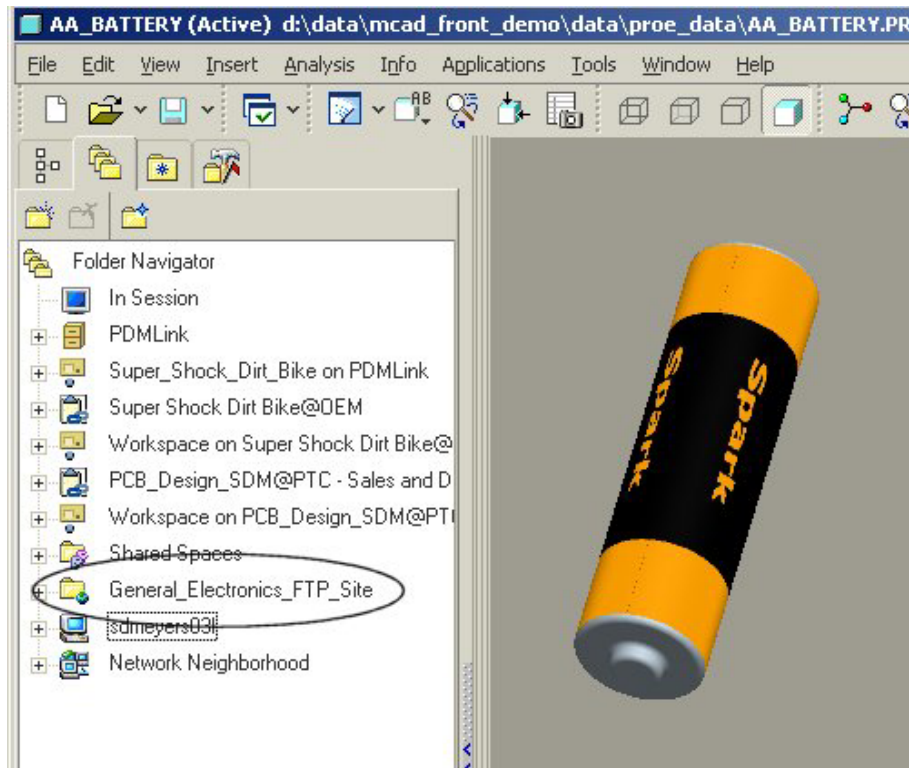 AA_BATTERY (Active) d:\data\mcad_front_demo\data\proe_data\AA_BATTERY.PR
File Edit View Insert Analysis Info Applications Tools Window Help
AB
Folder Navigator
In Session
PDMLink
Super_Shock_Dirt_Bike on PDMLink
Super Shock Dirt Bike@OEM
Workspace on Super Shock Dirt Bike@
PCB_Design_SDM@PTC - Sales and D
Workspace on PCB_Design_SDM@PT
Shared Spaces
General_Electronics_FTP_Site
Network Neighborhood
Spark
Spark